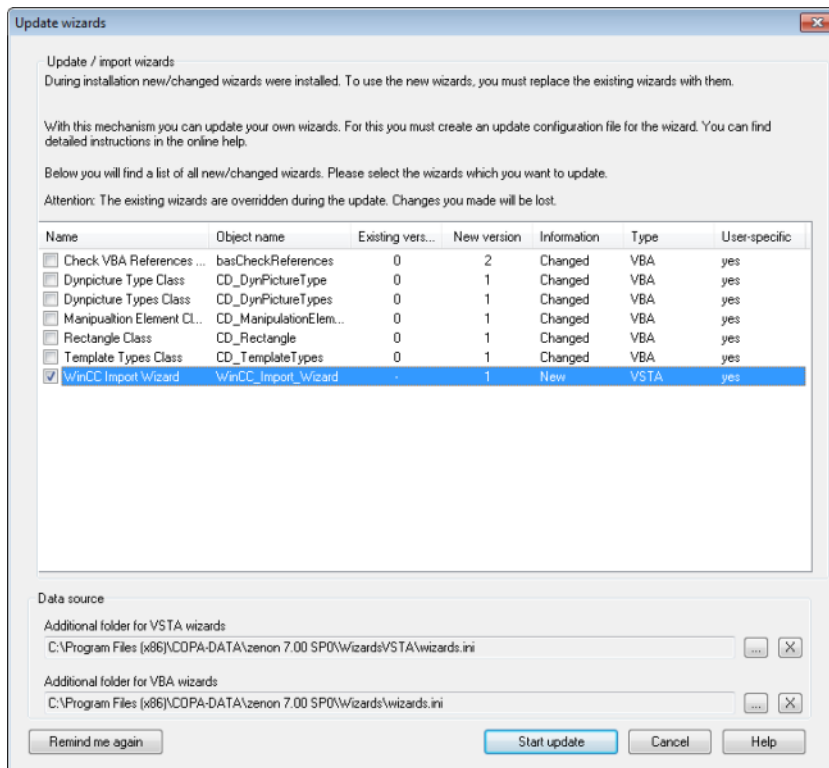 Update wizards
Update / import wizards
During installation new/changed wizards were installed. To use the new wizards, you must replace the existing wizards with them.
With this mechanism you can update your own wizards. For this you must create an update configuration file for the wizard. You can find
detailed instructions in the online help.
Below you will find a list of all new/changed wizards. Please select the wizards which you want to update.
Attention: The existing wizards are overridden during the update. Changes you made will be lost.
Name Object name Existing vers... New version Information Type User-specific
Check VBA References ... basCheckReferences 0 2 Changed VBA yes
Dynpicture Type Class CD_DynPictureType 0 1 Changed VBA yes
Dynpicture Types Class CD_DynPictureTypes 0 1 Changed VBA yes
Manipualtion Element Cl... CD_ManipulationElem... 0 1 Changed VBA yes
Rectangle Class CD_Rectangle 0 1 Changed VBA yes
Template Types Class CD_TemplateTypes 0 1 Changed VBA yes
WinCC Import Wizard WinCC_Import_Wizard - 1 New VSTA yes
Data source
Additional folder for VSTA wizards
C:\Program Files (x86)\COPA-DATA\zenon 7.00 SP0\WizardsVSTA\wizards.ini ... X
Additional folder for VBA wizards
C:\Program Files (x86)\COPA-DATA\zenon 7.00 SP0\Wizards\wizards.ini ... X
Remind me again Start update Cancel Help